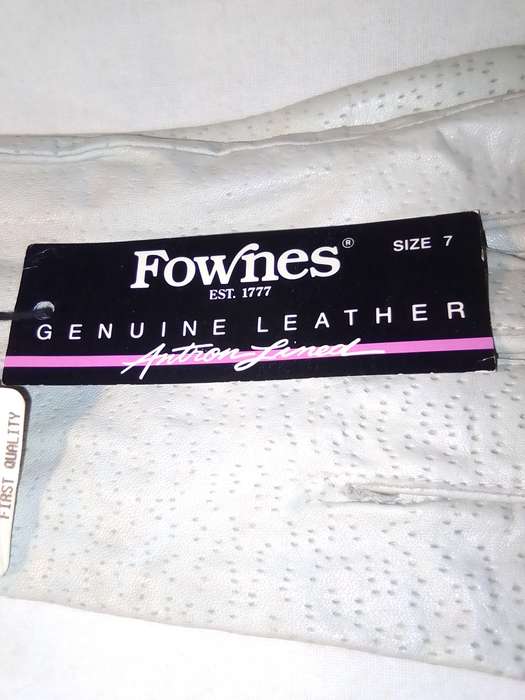 Fownes®
SIZE 7
EST. 1777
GENUINE LEATHER
Antron Lined
FIRST QUALITY